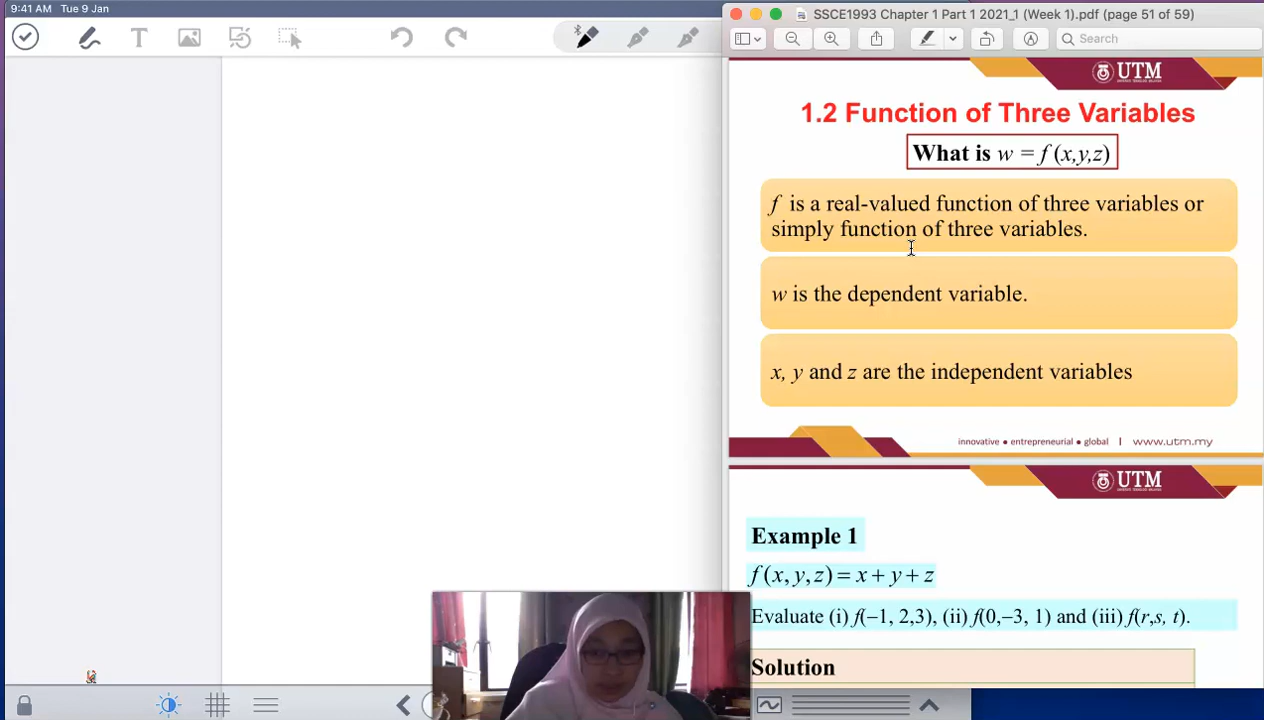 9:41 AM Tue 9 Jan
SSCE1993 Chapter 1 Part 1 2021_1 (Week 1).pdf (page 51 of 59)
Search
UTM
1.2 Function of Three Variables
What is w = f (x,y,z)
f is a real-valued function of three variables or
simply function of three variables.
w is the dependent variable.
x, y and z are the independent variables
innovative ● entrepreneurial ● global | www.utm.my
UTM
Example 1
f (x, y, z) = x + y + z
Evaluate (i) f(−1, 2,3), (ii) f(0,−3, 1) and (iii) f(r,s, t).
Solution